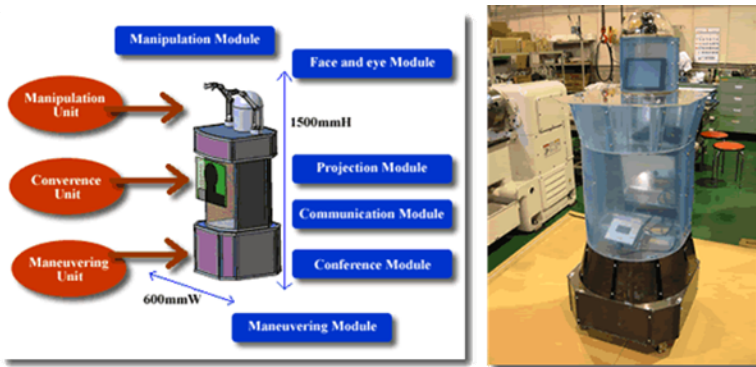 Manipulation Module
Face and eye Module
Manipulation
Unit
1500mmH
Converence
Unit
Projection Module
Communication Module
Maneuvering
Unit
Conference Module
600mmW
Maneuvering Module